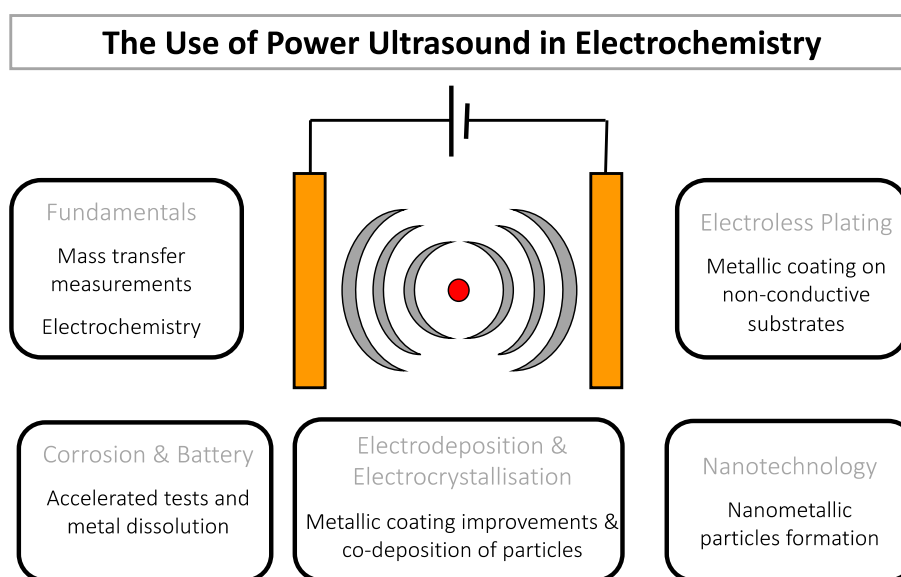 The Use of Power Ultrasound in Electrochemistry
Fundamentals
Mass transfer
measurements
Electrochemistry
Electroless Plating
Metallic coating on
non-conductive
substrates
Corrosion & Battery
Accelerated tests and
metal dissolution
Electrodeposition &
Electrocrystallisation
Metallic coating improvements &
co-deposition of particles
Nanotechnology
Nanometallic
particles formation